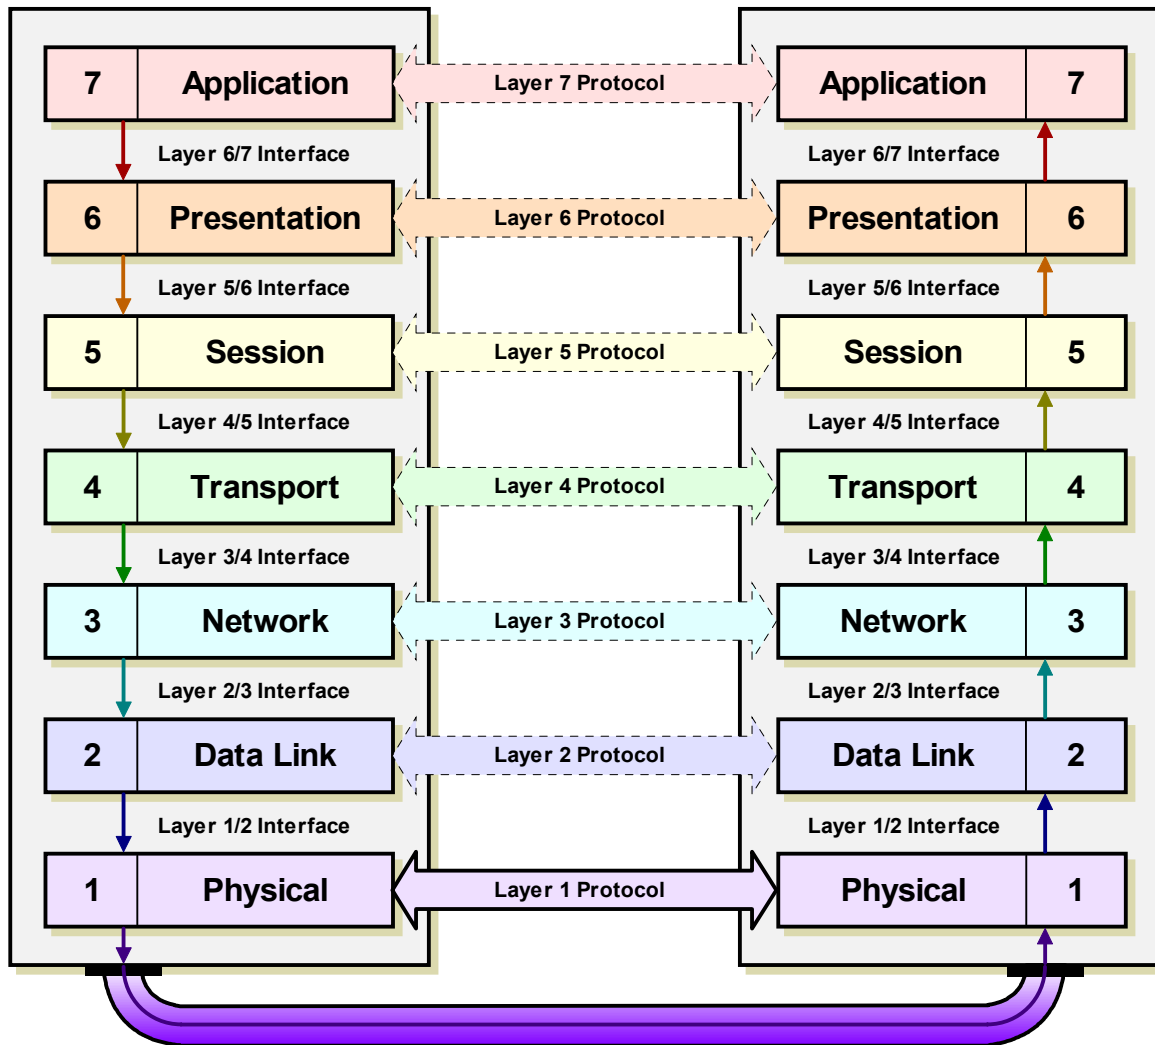 7 Application Layer 7 Protocol Application 7
Layer 6/7 Interface Layer 6/7 Interface
6 Presentation Layer 6 Protocol Presentation 6
Layer 5/6 Interface Layer 5/6 Interface
5 Session Layer 5 Protocol Session 5
Layer 4/5 Interface Layer 4/5 Interface
4 Transport Layer 4 Protocol Transport 4
Layer 3/4 Interface Layer 3/4 Interface
3 Network Layer 3 Protocol Network 3
Layer 2/3 Interface Layer 2/3 Interface
2 Data Link Layer 2 Protocol Data Link 2
Layer 1/2 Interface Layer 1/2 Interface
1 Physical Layer 1 Protocol Physical 1